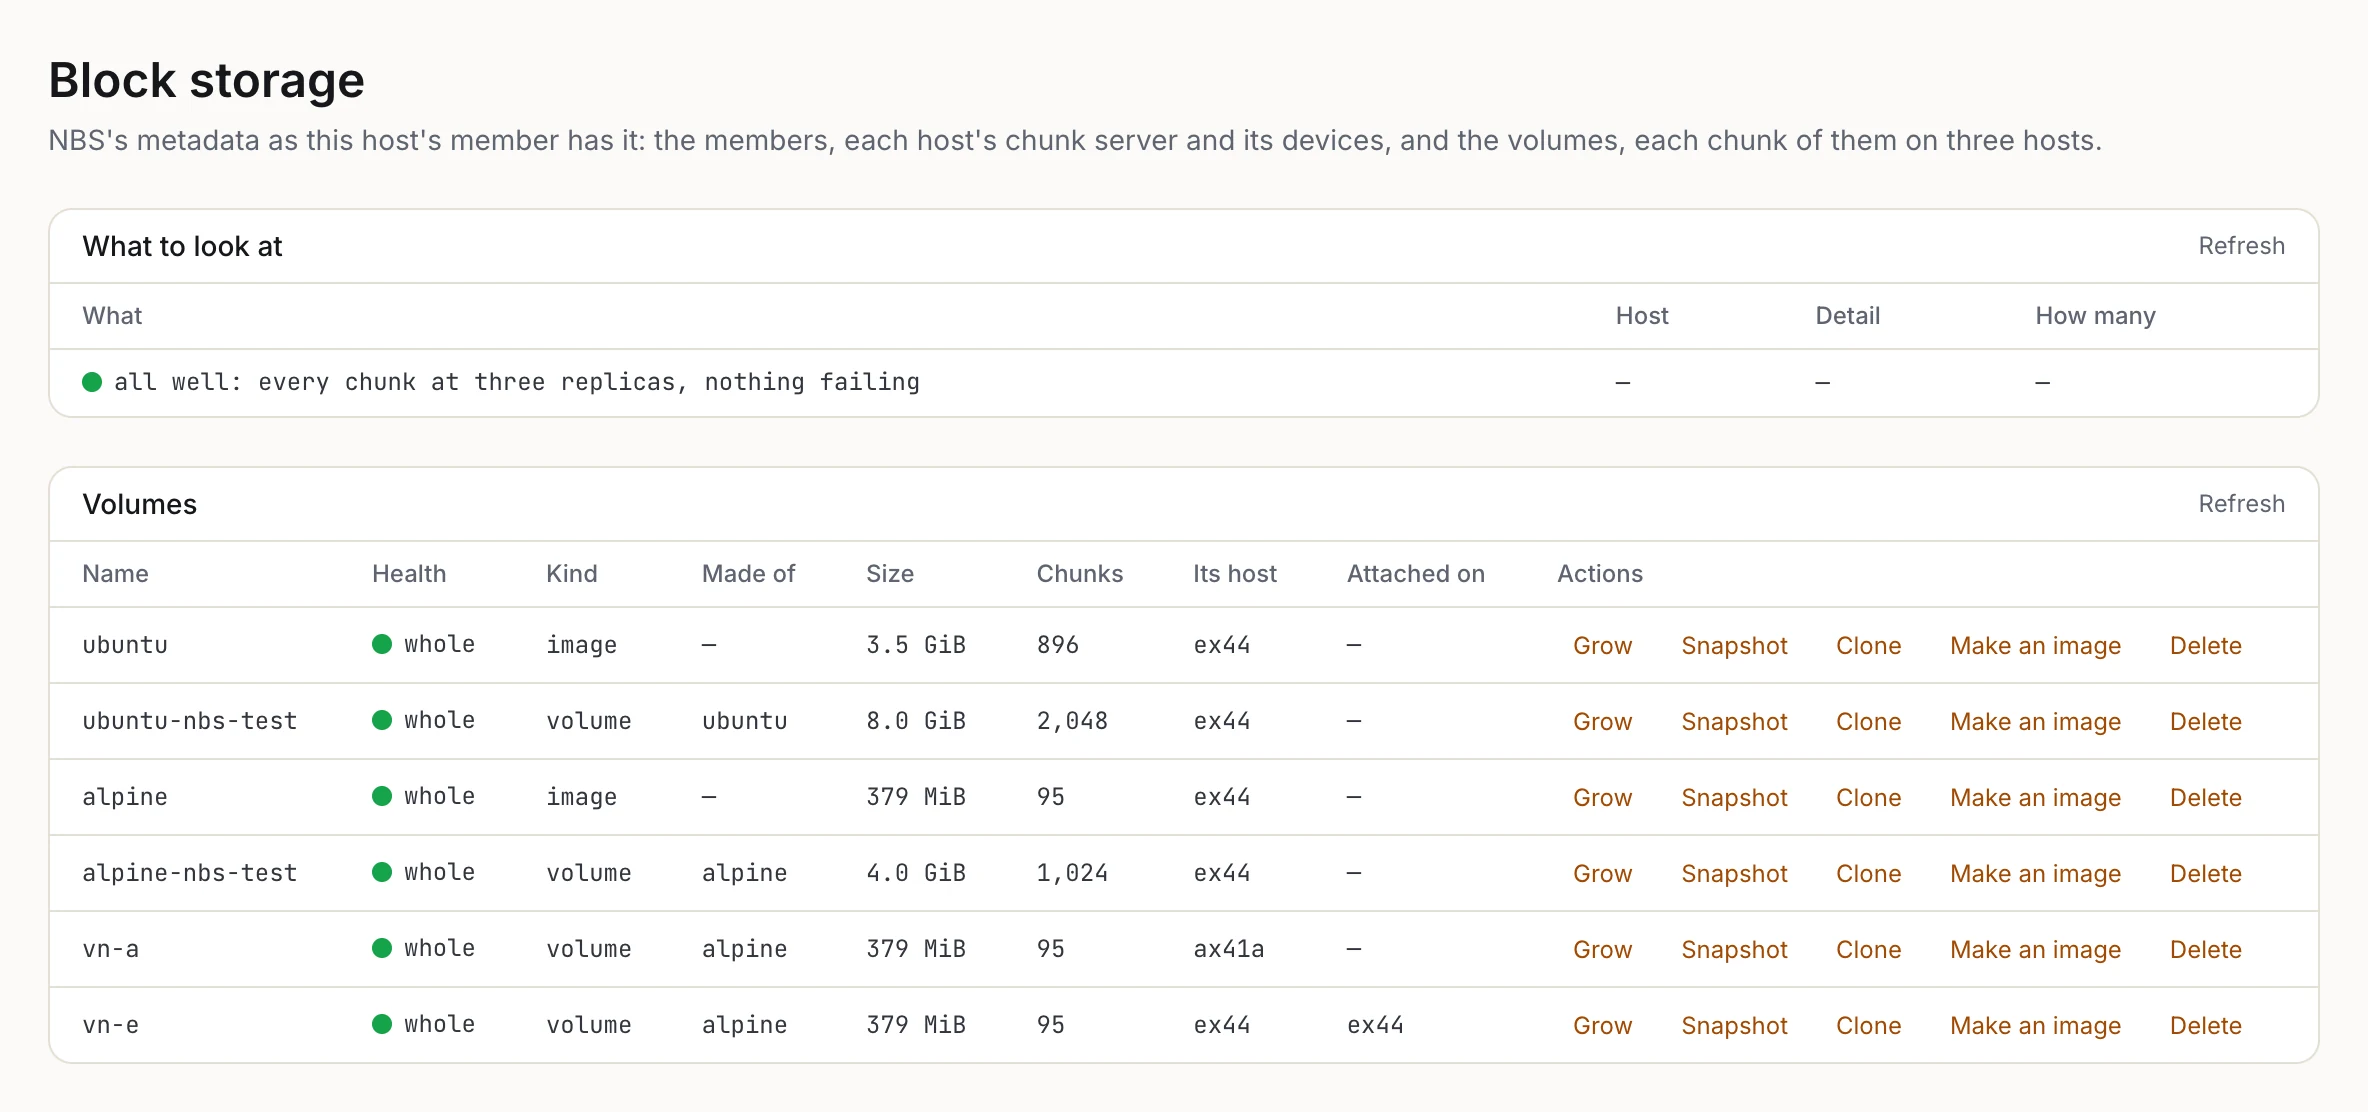 Block storage
NBS's metadata as this host's member has it: the members, each host's chunk server and its devices, and the volumes, each chunk of them on three hosts.
What to look at Refresh
What Host Detail How many
all well: every chunk at three replicas, nothing failing — — —
Volumes Refresh
Name Health Kind Made of Size Chunks Its host Attached on Actions
ubuntu whole image — 3.5 GiB 896 ex44 — Grow Snapshot Clone Make an image Delete
ubuntu-nbs-test whole volume ubuntu 8.0 GiB 2,048 ex44 — Grow Snapshot Clone Make an image Delete
alpine whole image — 379 MiB 95 ex44 — Grow Snapshot Clone Make an image Delete
alpine-nbs-test whole volume alpine 4.0 GiB 1,024 ex44 — Grow Snapshot Clone Make an image Delete
vn-a whole volume alpine 379 MiB 95 ax41a — Grow Snapshot Clone Make an image Delete
vn-e whole volume alpine 379 MiB 95 ex44 ex44 Grow Snapshot Clone Make an image Delete